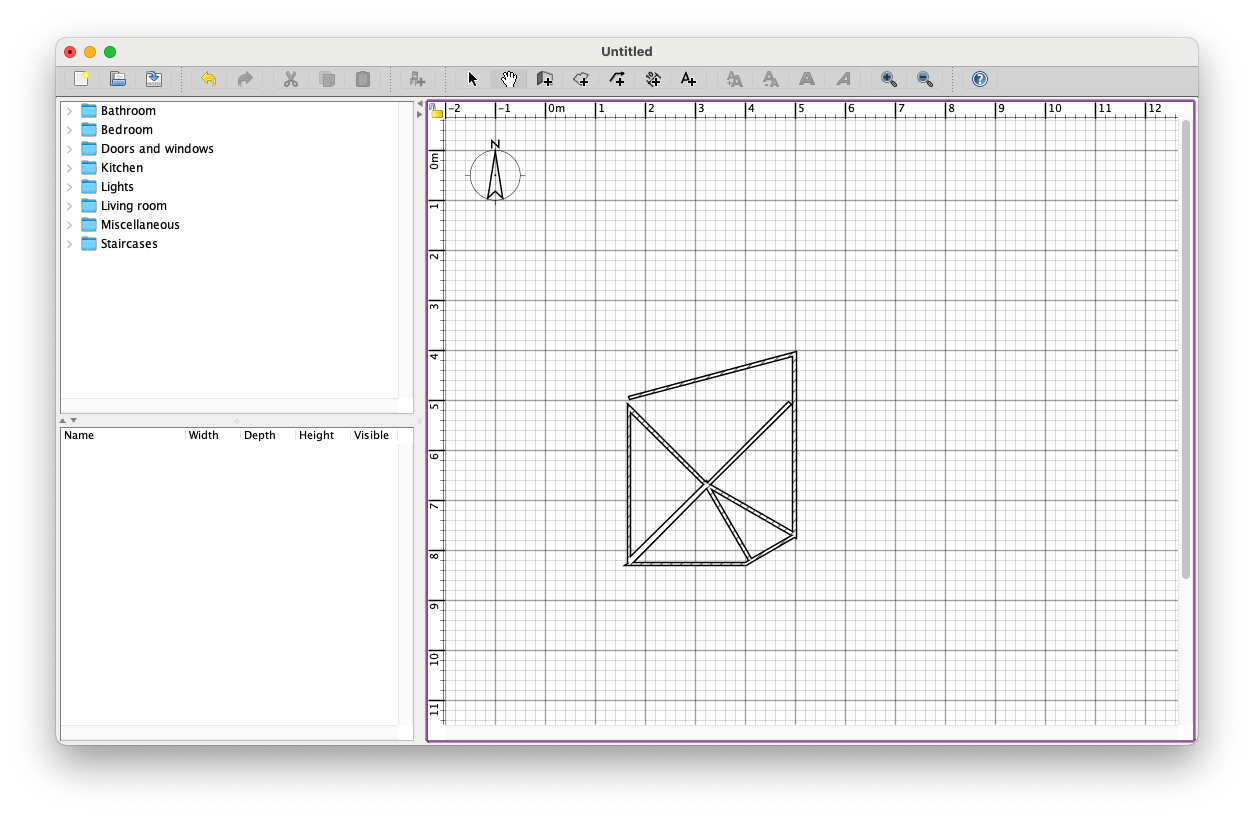 Untitled
Bathroom
Bedroom
Doors and windows
Kitchen
Lights
Living room
Miscellaneous
Staircases
Name Width Depth Height Visible
-2 -1 0m 1 2 3 4 5 6 7 8 9 10 11 12
N
0m
1
2
3
4
5
6
7
8
9
10
11